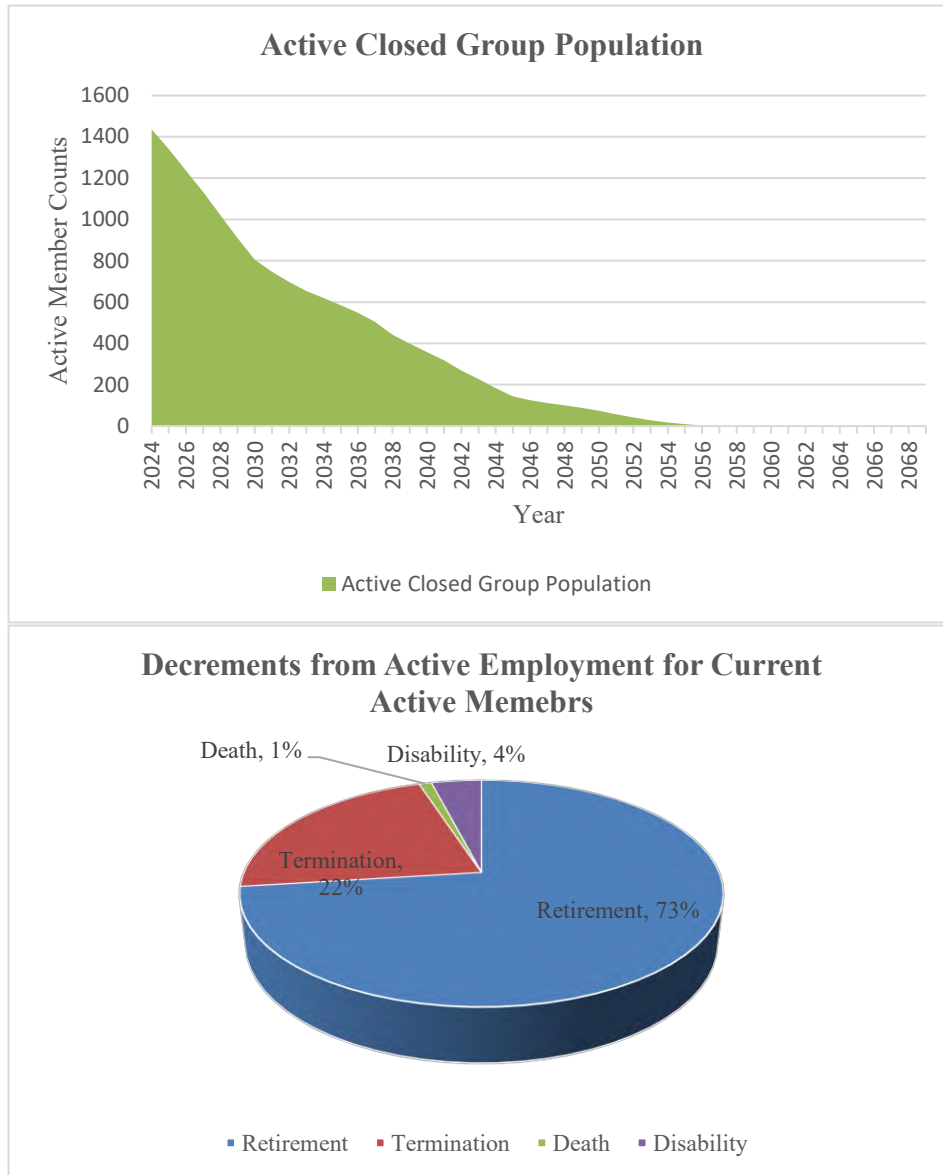 Active Closed Group Population
1600
1400
1200
1000
800
600
400
200
0
Active Member Counts
2024
2026
2028
2030
2032
2034
2036
2038
2040
2042
2044
2046
2048
2050
2052
2054
2056
2058
2060
2062
2064
2066
2068
Year
Active Closed Group Population
Decrements from Active Employment for Current
Active Memebrs
Death, 1%
Disability, 4%
Termination,
22%
Retirement, 73%
Retirement
Termination
Death
Disability